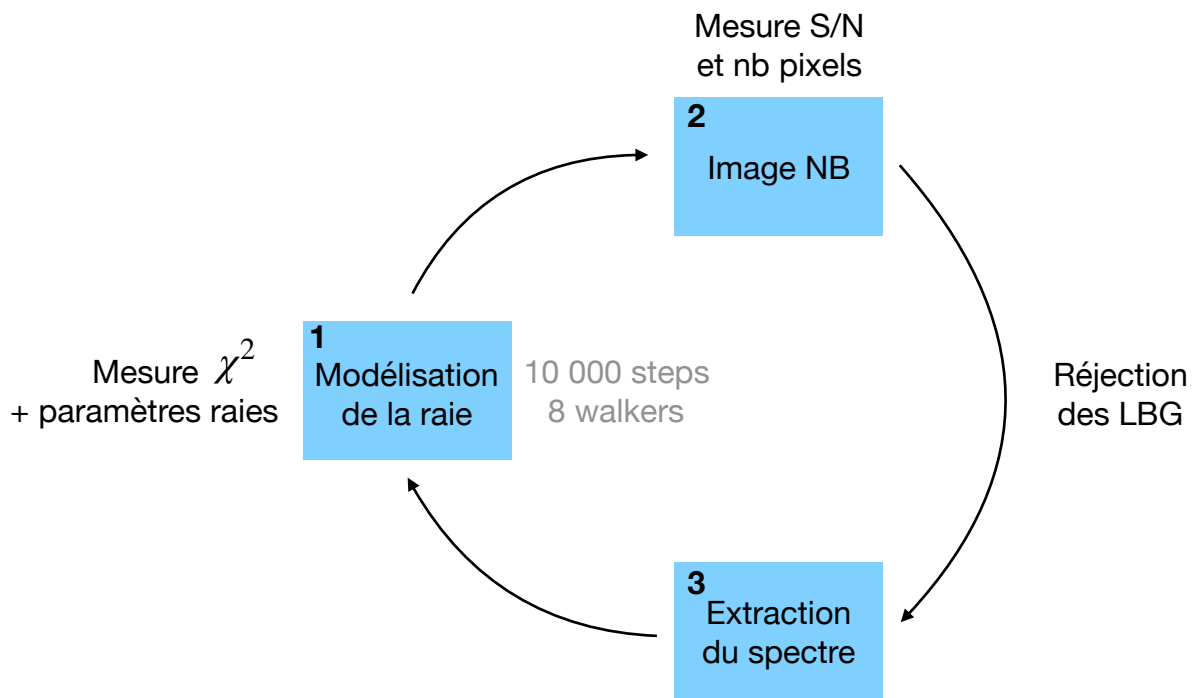 Mesure S/N
et nb pixels
2
Image NB
1
Modélisation
de la raie
Mesure χ²
+ paramètres raies
10 000 steps
8 walkers
Réjection
des LBG
3
Extraction
du spectre